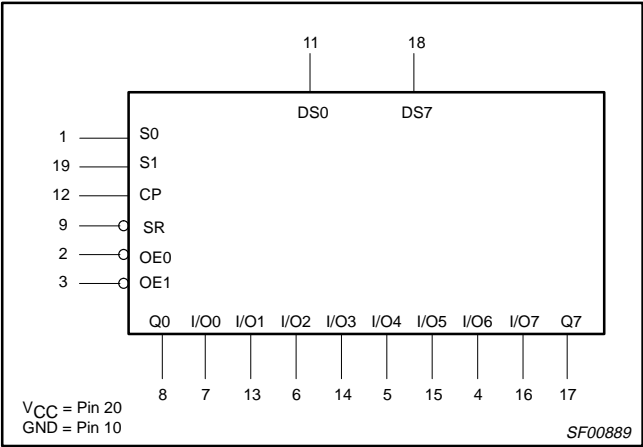 11 18
DS0 DS7
1 S0
19 S1
12 CP
9 SR
2 OE0
3 OE1
Q0 I/O0 I/O1 I/O2 I/O3 I/O4 I/O5 I/O6 I/O7 Q7
8 7 13 6 14 5 15 4 16 17
VCC = Pin 20
GND = Pin 10
SF00889